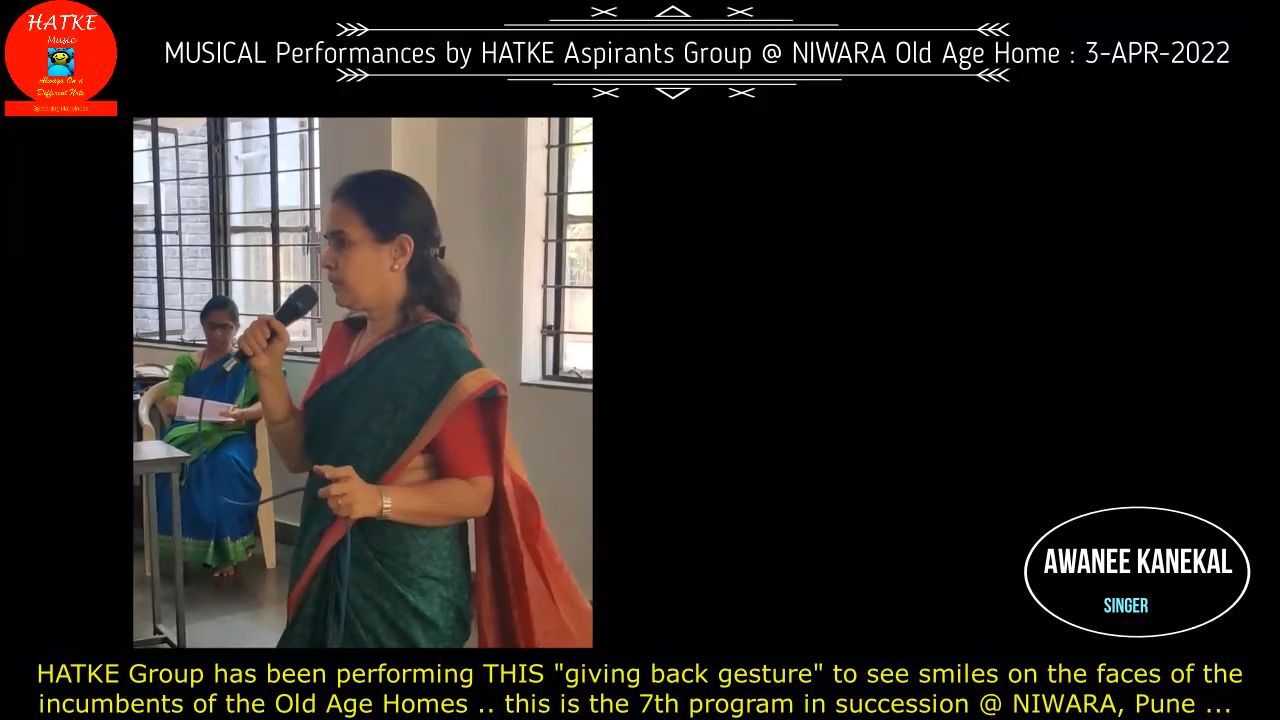 HATKE
Music
Always On a
Different Note
Spreading Happiness
MUSICAL Performances by HATKE Aspirants Group @ NIWARA Old Age Home : 3-APR-2022
AWANEE KANEKAL
SINGER
HATKE Group has been performing THIS "giving back gesture" to see smiles on the faces of the
incumbents of the Old Age Homes .. this is the 7th program in succession @ NIWARA, Pune ...